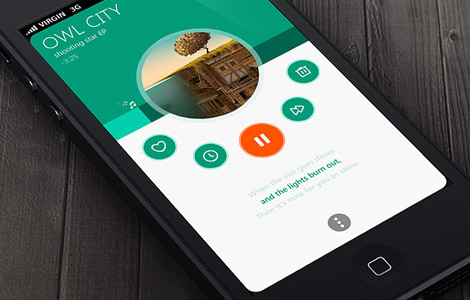 VIRGIN 3G
OWL CITY
shooting star EP
-3:25
When the sun goes down,
and the lights burn out,
Then it's time for you to shine.